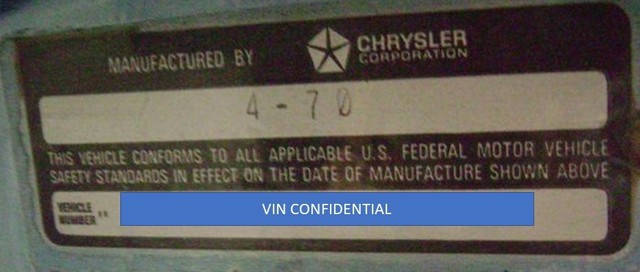 MANUFACTURED BY CHRYSLER
CORPORATION
4-70
THIS VEHICLE CONFORMS TO ALL APPLICABLE U.S. FEDERAL MOTOR VEHICLE
SAFETY STANDARDS IN EFFECT ON THE DATE OF MANUFACTURE SHOWN ABOVE
VEHICLE
NUMBER
VIN CONFIDENTIAL